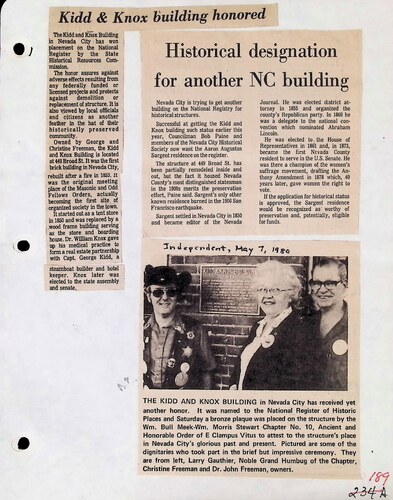 Kidd & Knox building honored
The Kidd and Knox Building
in Nevada City has won
placement on the National
Register by the State
Historical Resources Com-
mission.
The honor assures against
adverse effects resulting from
any federally funded or
licensed projects and protects
against demolition or
replacement of structure. It is
also viewed by local officials
and citizens as another
feather in the hat of their
historically preserved
community.
Owned by George and
Christine Freeman, the Kidd
and Knox Building is located
at 449 Broad St. It was the first
brick building in Nevada City,
rebuilt after a fire in 1853. It
was the original meeting
place of the Masonic and Odd
Fellows Orders, actually
becoming the first site of
organized society in the town.
It started out as a tent store
in 1850 and was replaced by a
wood frame building serving
as the store and boarding
house. Dr. William Knox gave
up his medical practice to
form a real estate partnership
with Capt. George Kidd, a
steamboat builder and hotel
keeper. Knox later was
elected to the state assembly
and senate.
Historical designation
for another NC building
Nevada City is trying to get another
building on the National Registry for
historical structures.
Successful at getting the Kidd and
Knox building such status earlier this
year, Councilman Bob Paine and
members of the Nevada City Historical
Society now want the Aaron Augustus
Sargent residence on the register.
The structure at 449 Broad St. has
been partially remodeled inside and
out, but the fact it housed Nevada
City's most distinguished statesman
in the 1800s merits the preservation
effort, Paine said. Sargent's only other
known residence burned in the 1906 San
Francisco earthquake.
Sargent settled in Nevada City in 1850
and became editor of the Nevada
Journal. He was elected district at-
torney in 1855 and organized the
county's Republican party. In 1860 he
was a delegate to the national
convention which nominated Abraham
Lincoln.
He was elected to the House of
Representatives in 1861 and in 1871,
became the first Nevada County
resident to serve in the U.S. Senate. He
was there a champion of the women's
suffrage movement, drafting the An-
thony Amendment in 1878 which, 40
years later, gave women the right to
vote.
If the application for historical status
is approved, the Sargent residence
would be recognized as worthy of
preservation and, potentially, eligible
for funds.
Independent, May 7, 1980
THE KIDD AND KNOX BUILDING in Nevada City has received yet
another honor. It was named to the National Register of Historic
Places and Saturday a bronze plaque was placed on the structure by the
Wm. Bull Meek-Wm. Morris Stewart Chapter No. 10, Ancient and
Honorable Order of E Clampus Vitus to attest to the structure's place
in Nevada City's glorious past and present. Pictured are some of the
dignitaries who took part in the brief but impressive ceremony. They
are from left, Larry Gauthier, Noble Grand Humbug of the Chapter,
Christine Freeman and Dr. John Freeman, owners.
189
234 A